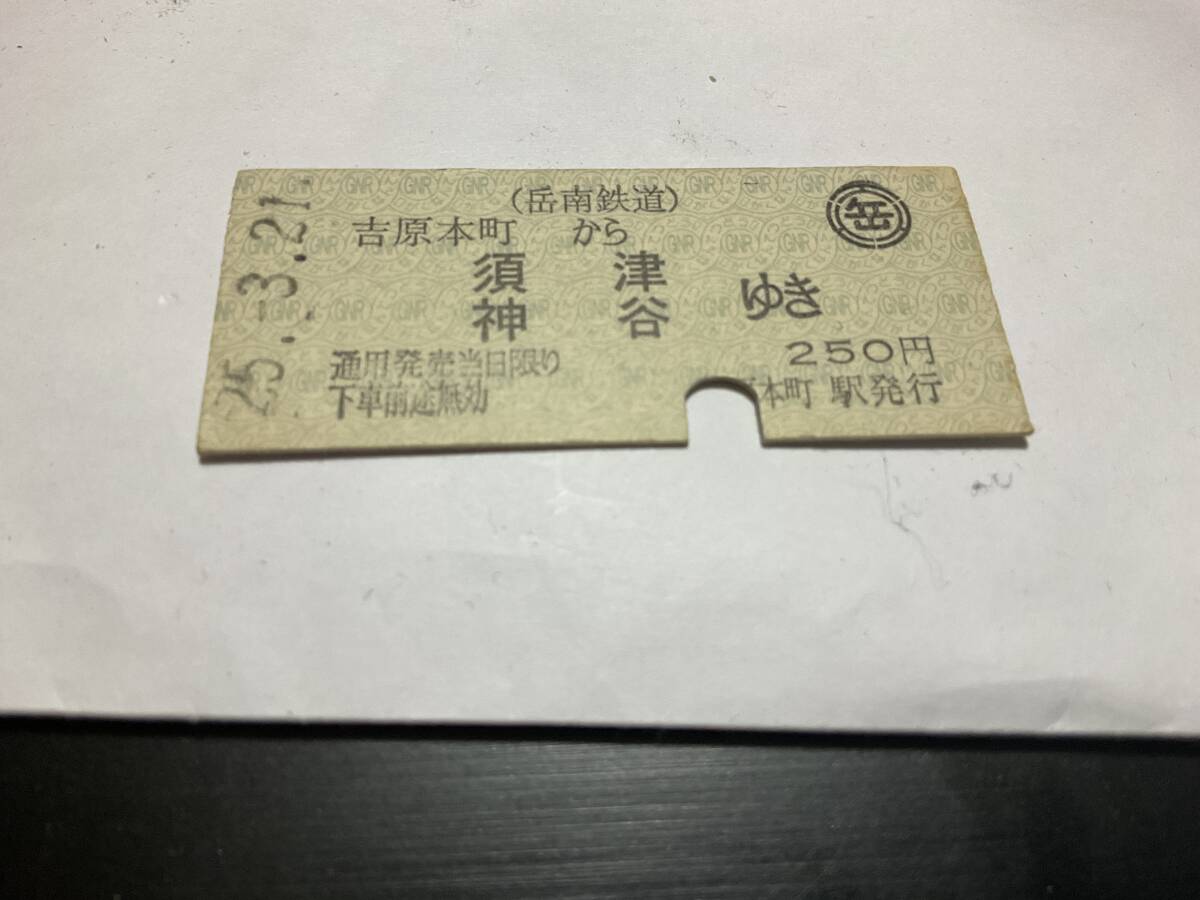 (岳南鉄道)
岳
吉原本町 から
須津
神谷
ゆき
250円
通用発売当日限り
下車前途無効
本町 駅発行
25.-3.21.
GNR